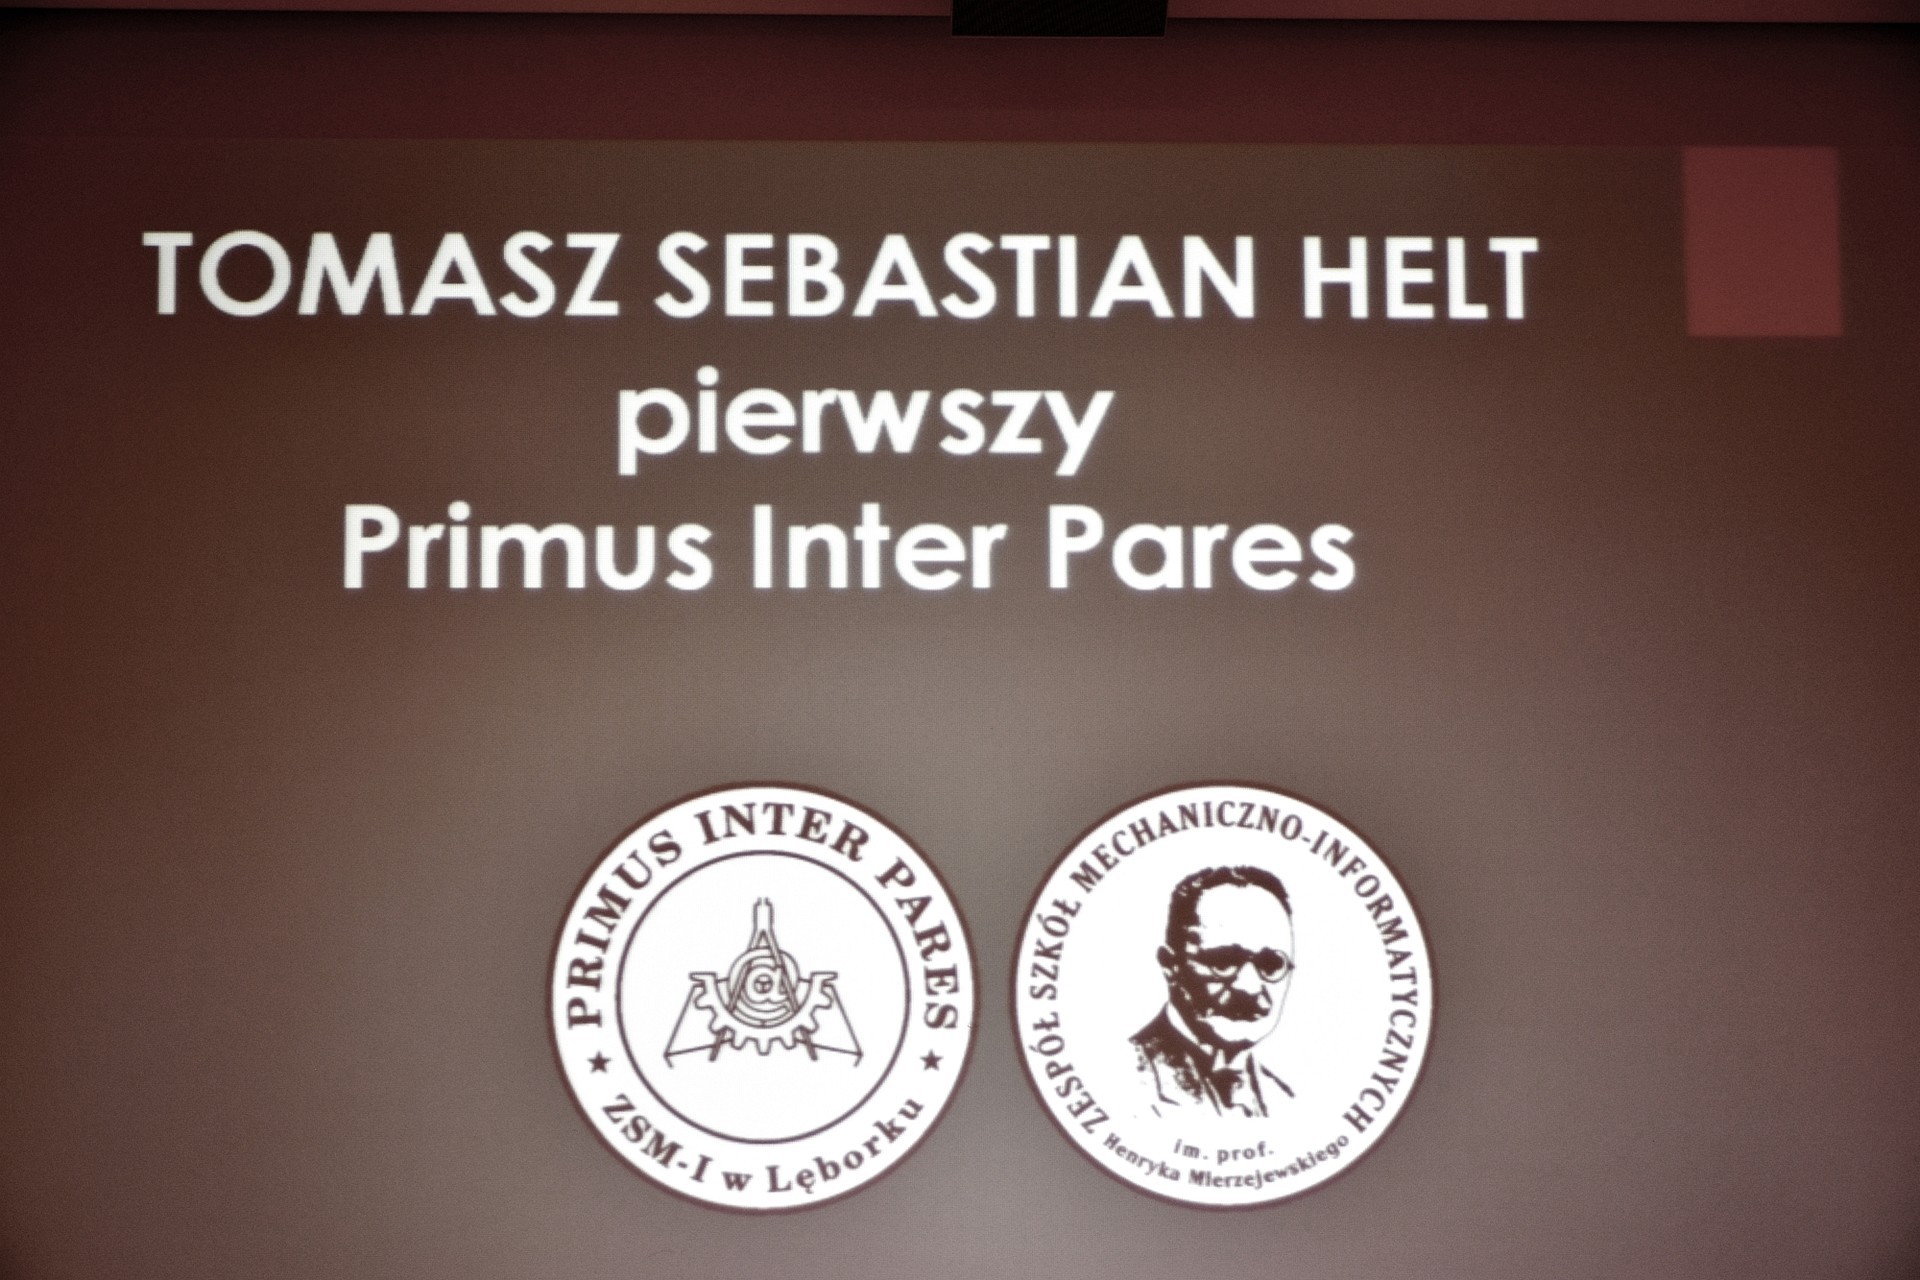 TOMASZ SEBASTIAN HELT
pierwszy
Primus Inter Pares
PRIMUS INTER PARES
★ ZSM-I w Lęborku ★
@
ZESPÓŁ SZKÓŁ MECHANICZNO-INFORMATYCZNYCH
im. prof.
Henryka Mierzejewskiego